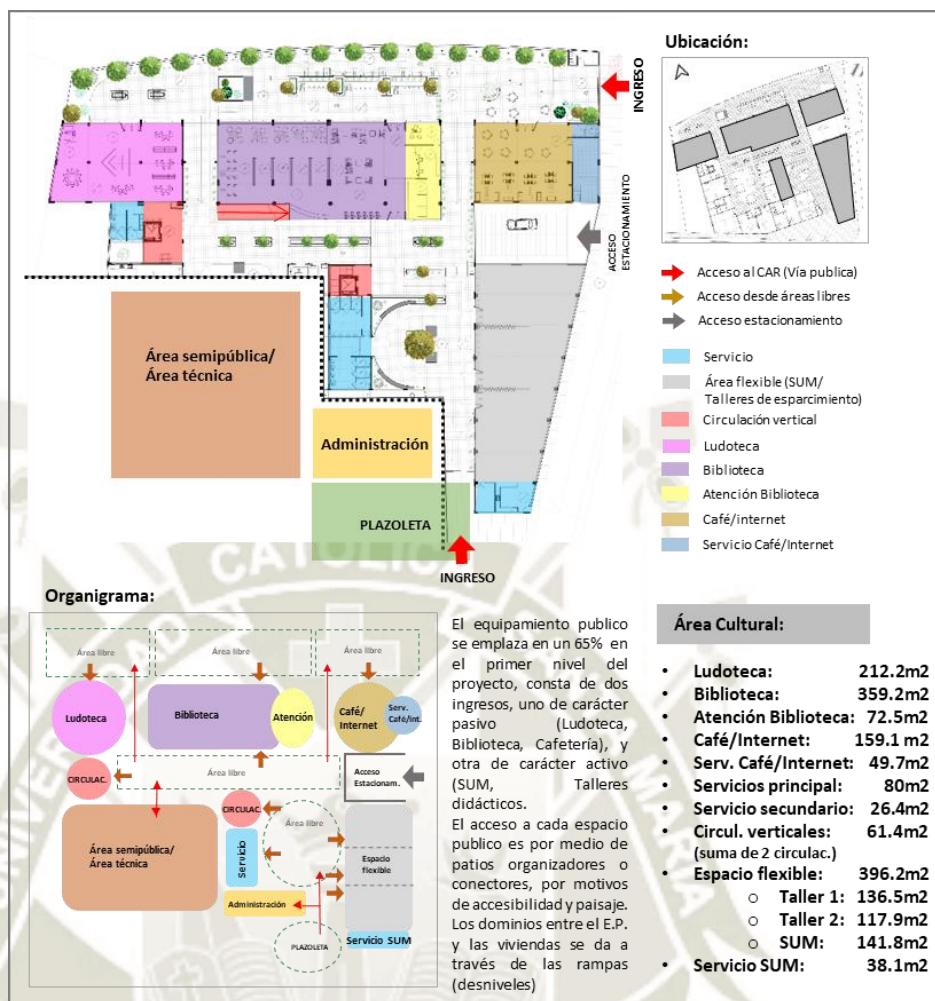 Ubicación:
INGRESO
ACCESO
ESTACIONAMIENTO
Acceso al CAR (Vía publica)
Acceso desde áreas libres
Acceso estacionamiento
Servicio
Área flexible (SUM/
Talleres de esparcimiento)
Circulación vertical
Ludoteca
Biblioteca
Atención Biblioteca
Café/internet
Servicio Café/Internet
Área semipública/
Área técnica
Administración
PLAZOLETA
INGRESO
Organigrama:
Área libre
Área libre
Área libre
Ludoteca
Biblioteca
Atención
Café/
Internet
Serv.
Café/int.
CIRCULAC.
Área libre
Acceso
Estacionam.
CIRCULAC.
Área libre
Área semipública/
Área técnica
Servicio
Espacio
flexible
Administración
PLAZOLETA
Servicio SUM
El equipamiento publico
se emplaza en un 65% en
el primer nivel del
proyecto, consta de dos
ingresos, uno de carácter
pasivo (Ludoteca,
Biblioteca, Cafetería), y
otra de carácter activo
(SUM, Talleres
didácticos.
El acceso a cada espacio
publico es por medio de
patios organizadores o
conectores, por motivos
de accesibilidad y paisaje.
Los dominios entre el E.P.
y las viviendas se da a
través de las rampas
(desniveles)
Área Cultural:
• Ludoteca: 212.2m2
• Biblioteca: 359.2m2
• Atención Biblioteca: 72.5m2
• Café/Internet: 159.1 m2
• Serv. Café/Internet: 49.7m2
• Servicios principal: 80m2
• Servicio secundario: 26.4m2
• Circul. verticales: 61.4m2
(suma de 2 circulac.)
• Espacio flexible: 396.2m2
o Taller 1: 136.5m2
o Taller 2: 117.9m2
o SUM: 141.8m2
• Servicio SUM: 38.1m2
CATOLICA